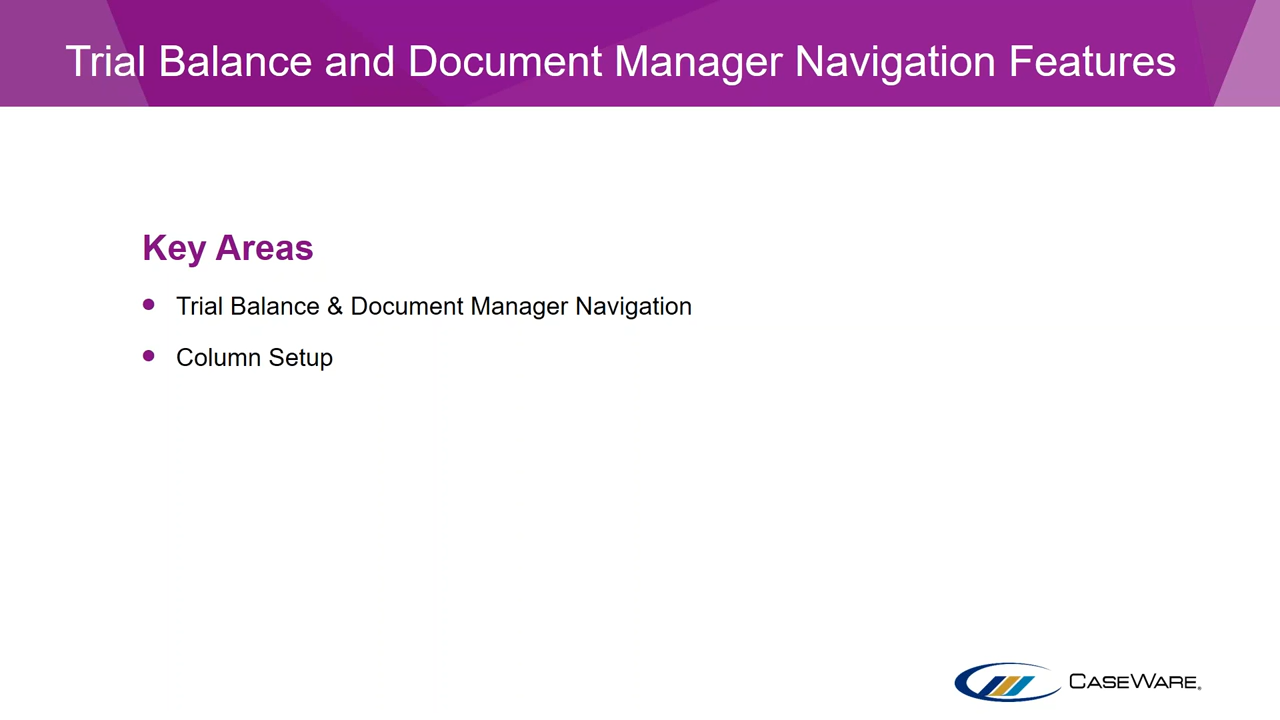 Trial Balance and Document Manager Navigation Features
Key Areas
Trial Balance & Document Manager Navigation
Column Setup
CASEWARE®